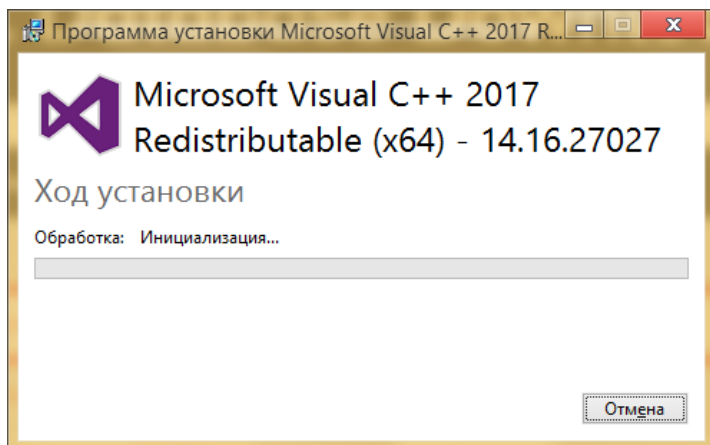 Программа установки Microsoft Visual C++ 2017 R...
Microsoft Visual C++ 2017
Redistributable (x64) - 14.16.27027
Ход установки
Обработка: Инициализация...
Отмена